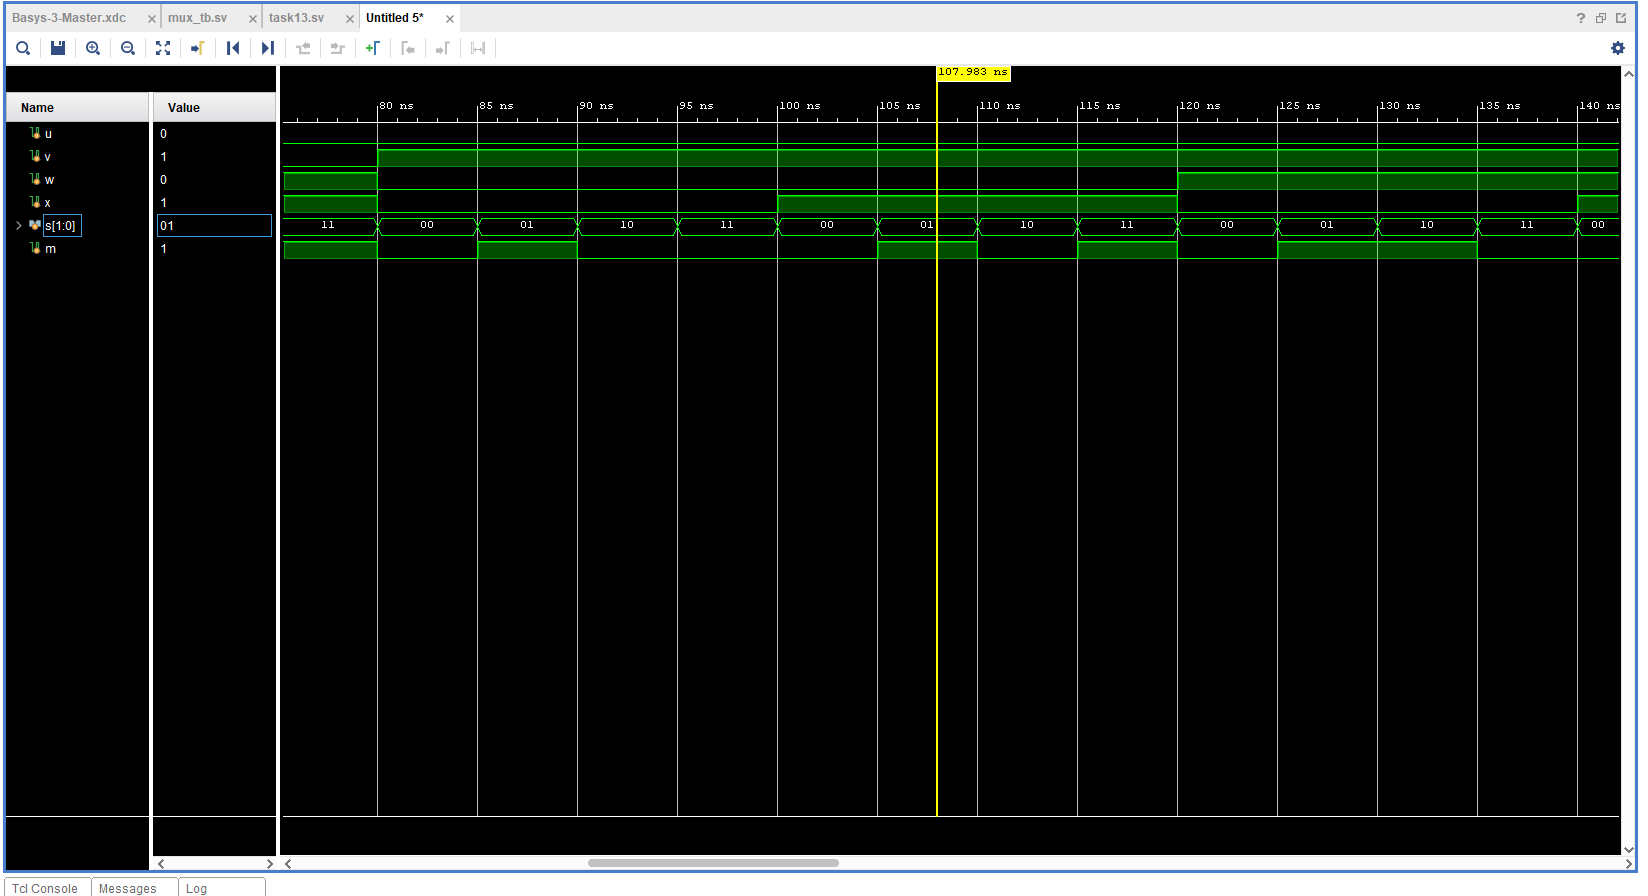 Basys-3-Master.xdc mux_tb.sv task13.sv Untitled 5*
107.983 ns
Name Value
80 ns 85 ns 90 ns 95 ns 100 ns 105 ns 110 ns 115 ns 120 ns 125 ns 130 ns 135 ns 140 ns
u 0
v 1
w 0
x 1
s[1:0] 01 11 00 01 10 11 00 01 10 11 00 01 10 11 00
m 1
Tcl Console Messages Log